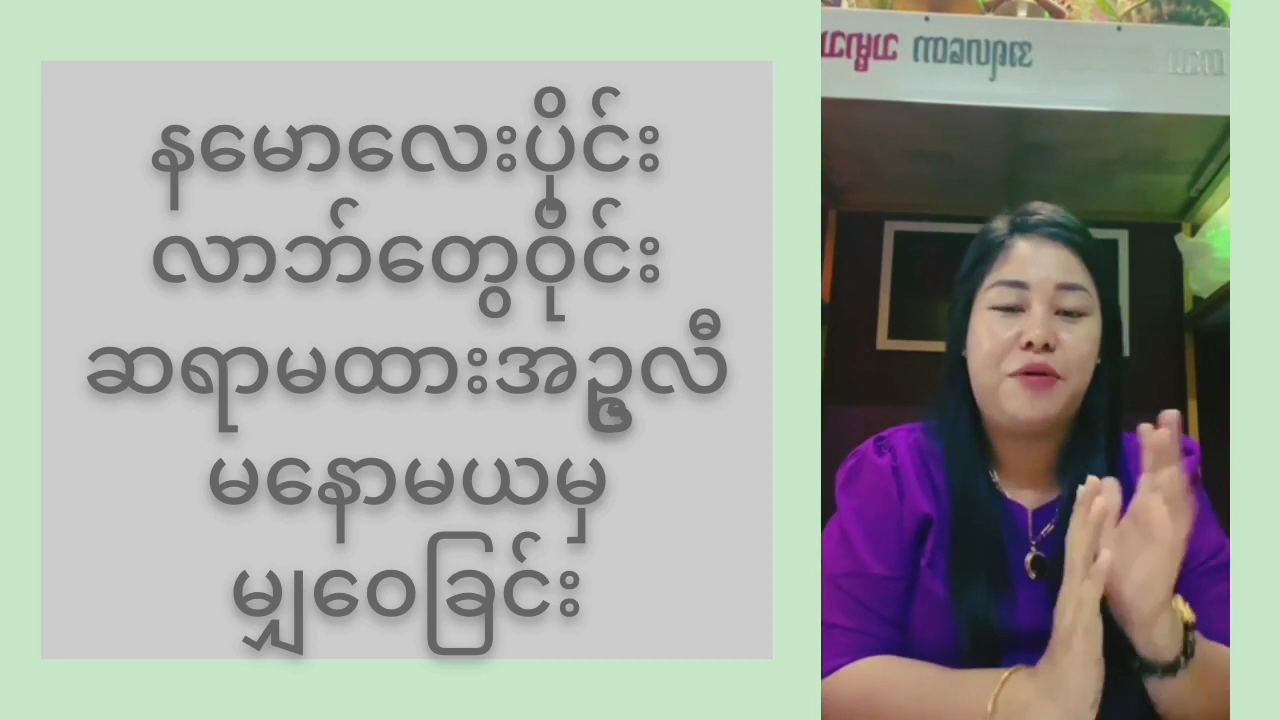 နမောလေးပိုင်း
လာဘ်တွေဝိုင်း
ဆရာမထားအဥ္ဇလီ
မနောမယမှ
မျှဝေခြင်း